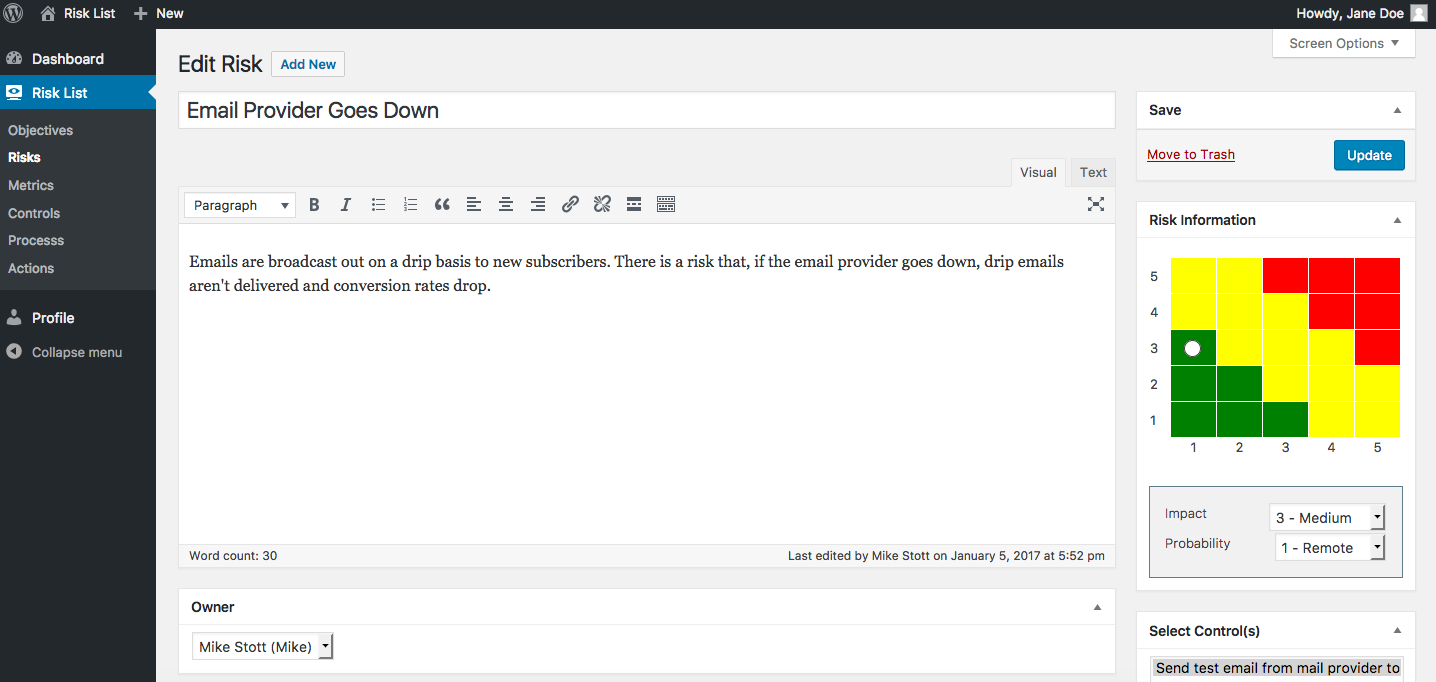 Risk List
New
Howdy, Jane Doe
Dashboard
Risk List
Objectives
Risks
Metrics
Controls
Processs
Actions
Profile
Collapse menu
Screen Options
Edit Risk
Add New
Email Provider Goes Down
Visual
Text
Paragraph
B
I
Emails are broadcast out on a drip basis to new subscribers. There is a risk that, if the email provider goes down, drip emails
aren't delivered and conversion rates drop.
Word count: 30
Last edited by Mike Stott on January 5, 2017 at 5:52 pm
Owner
Mike Stott (Mike)
Save
Move to Trash
Update
Risk Information
5
4
3
2
1
1 2 3 4 5
Impact
3 - Medium
Probability
1 - Remote
Select Control(s)
Send test email from mail provider to